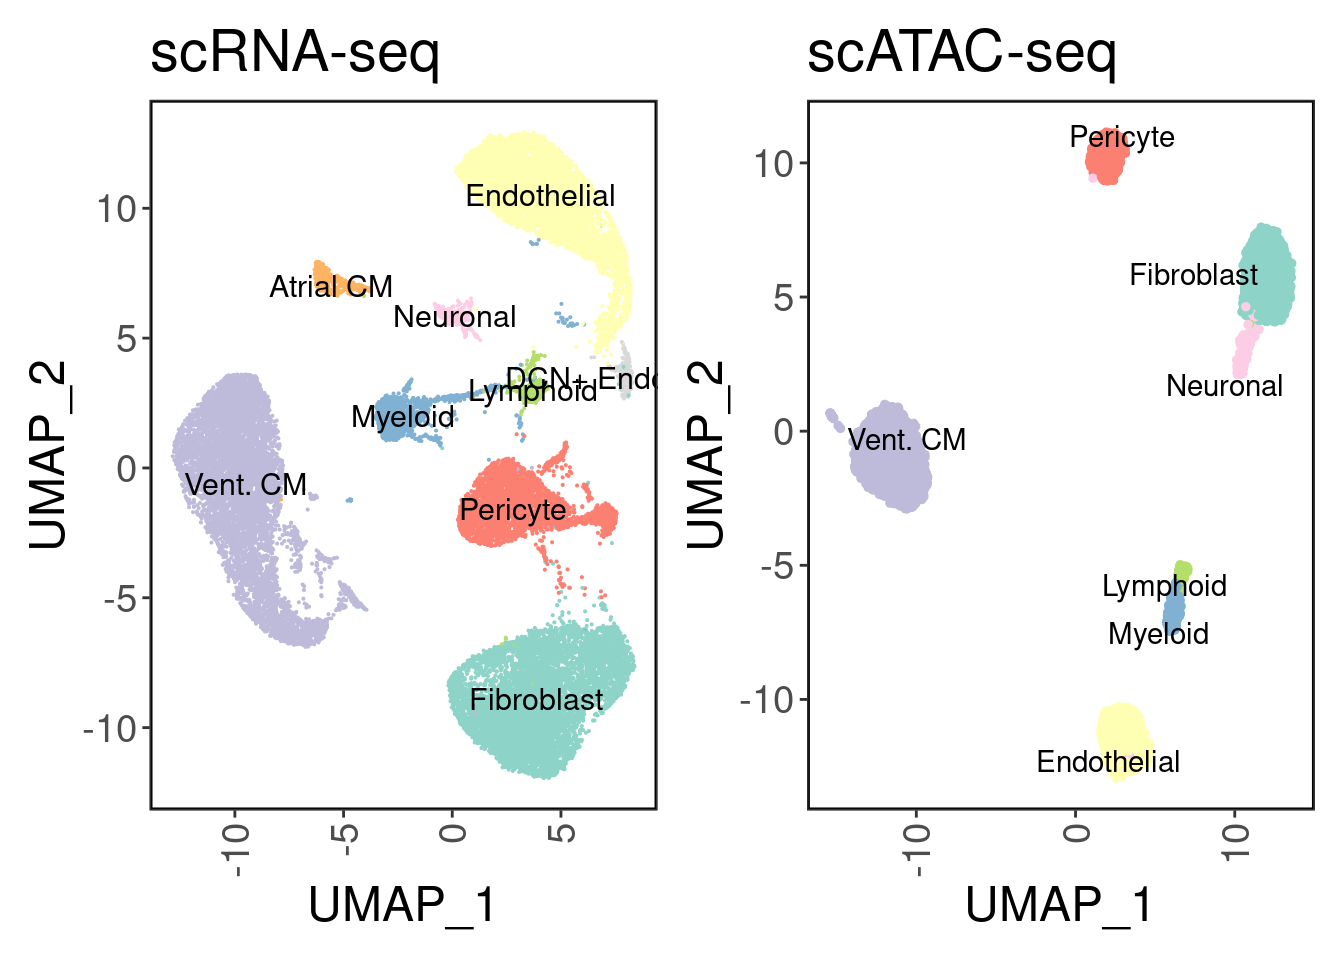 scRNA-seq
UMAP_2
10
5
0
-5
-10
Endothelial
Atrial CM
Neuronal
DCN+ Endo
Lymphoid
Myeloid
Vent. CM
Pericyte
Fibroblast
-10
-5
0
5
UMAP_1
scATAC-seq
UMAP_2
10
5
0
-5
-10
Pericyte
Fibroblast
Neuronal
Vent. CM
Lymphoid
Myeloid
Endothelial
-10
0
10
UMAP_1